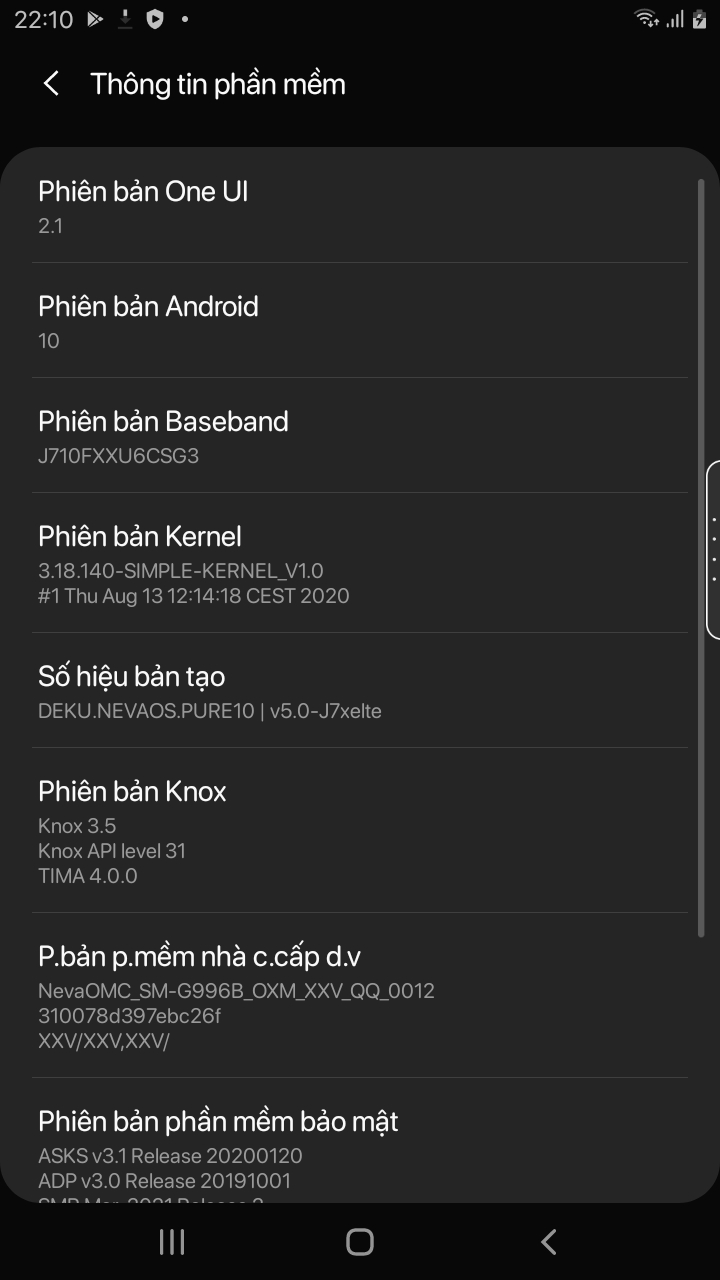 22:10
Thông tin phần mềm
Phiên bản One UI
2.1
Phiên bản Android
10
Phiên bản Baseband
J710FXXU6CSG3
Phiên bản Kernel
3.18.140-SIMPLE-KERNEL_V1.0
#1 Thu Aug 13 12:14:18 CEST 2020
Số hiệu bản tạo
DEKU.NEVAOS.PURE10 | v5.0-J7xelte
Phiên bản Knox
Knox 3.5
Knox API level 31
TIMA 4.0.0
P.bản p.mềm nhà c.cấp d.v
NevaOMC_SM-G996B_OXM_XXV_QQ_0012
310078d397ebc26f
XXV/XXV,XXV/
Phiên bản phần mềm bảo mật
ASKS v3.1 Release 20200120
ADP v3.0 Release 20191001